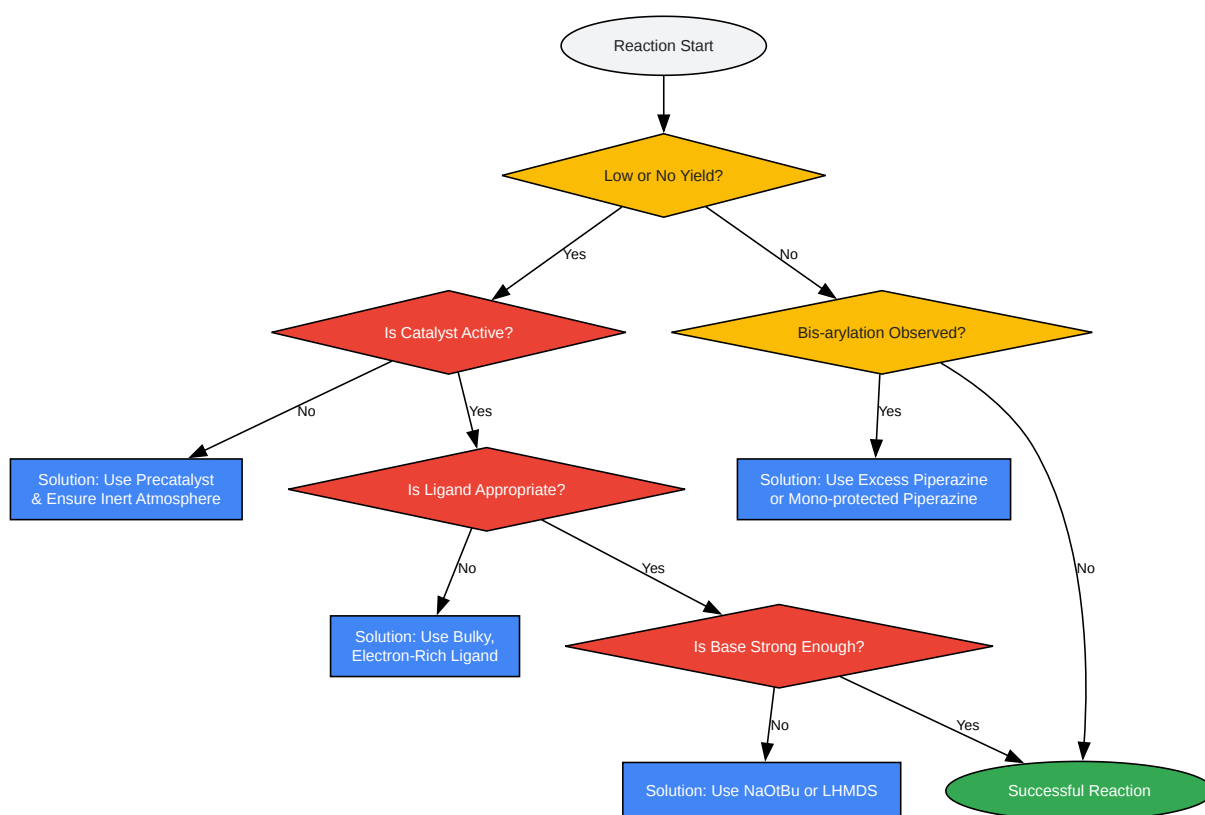 Reaction Start
Low or No Yield?
Yes
No
Is Catalyst Active?
Bis-arylation Observed?
No
Yes
Yes
Solution: Use Precatalyst
& Ensure Inert Atmosphere
Is Ligand Appropriate?
Solution: Use Excess Piperazine
or Mono-protected Piperazine
No
Yes
No
Solution: Use Bulky,
Electron-Rich Ligand
Is Base Strong Enough?
No
Yes
Solution: Use NaOtBu or LHMDS
Successful Reaction